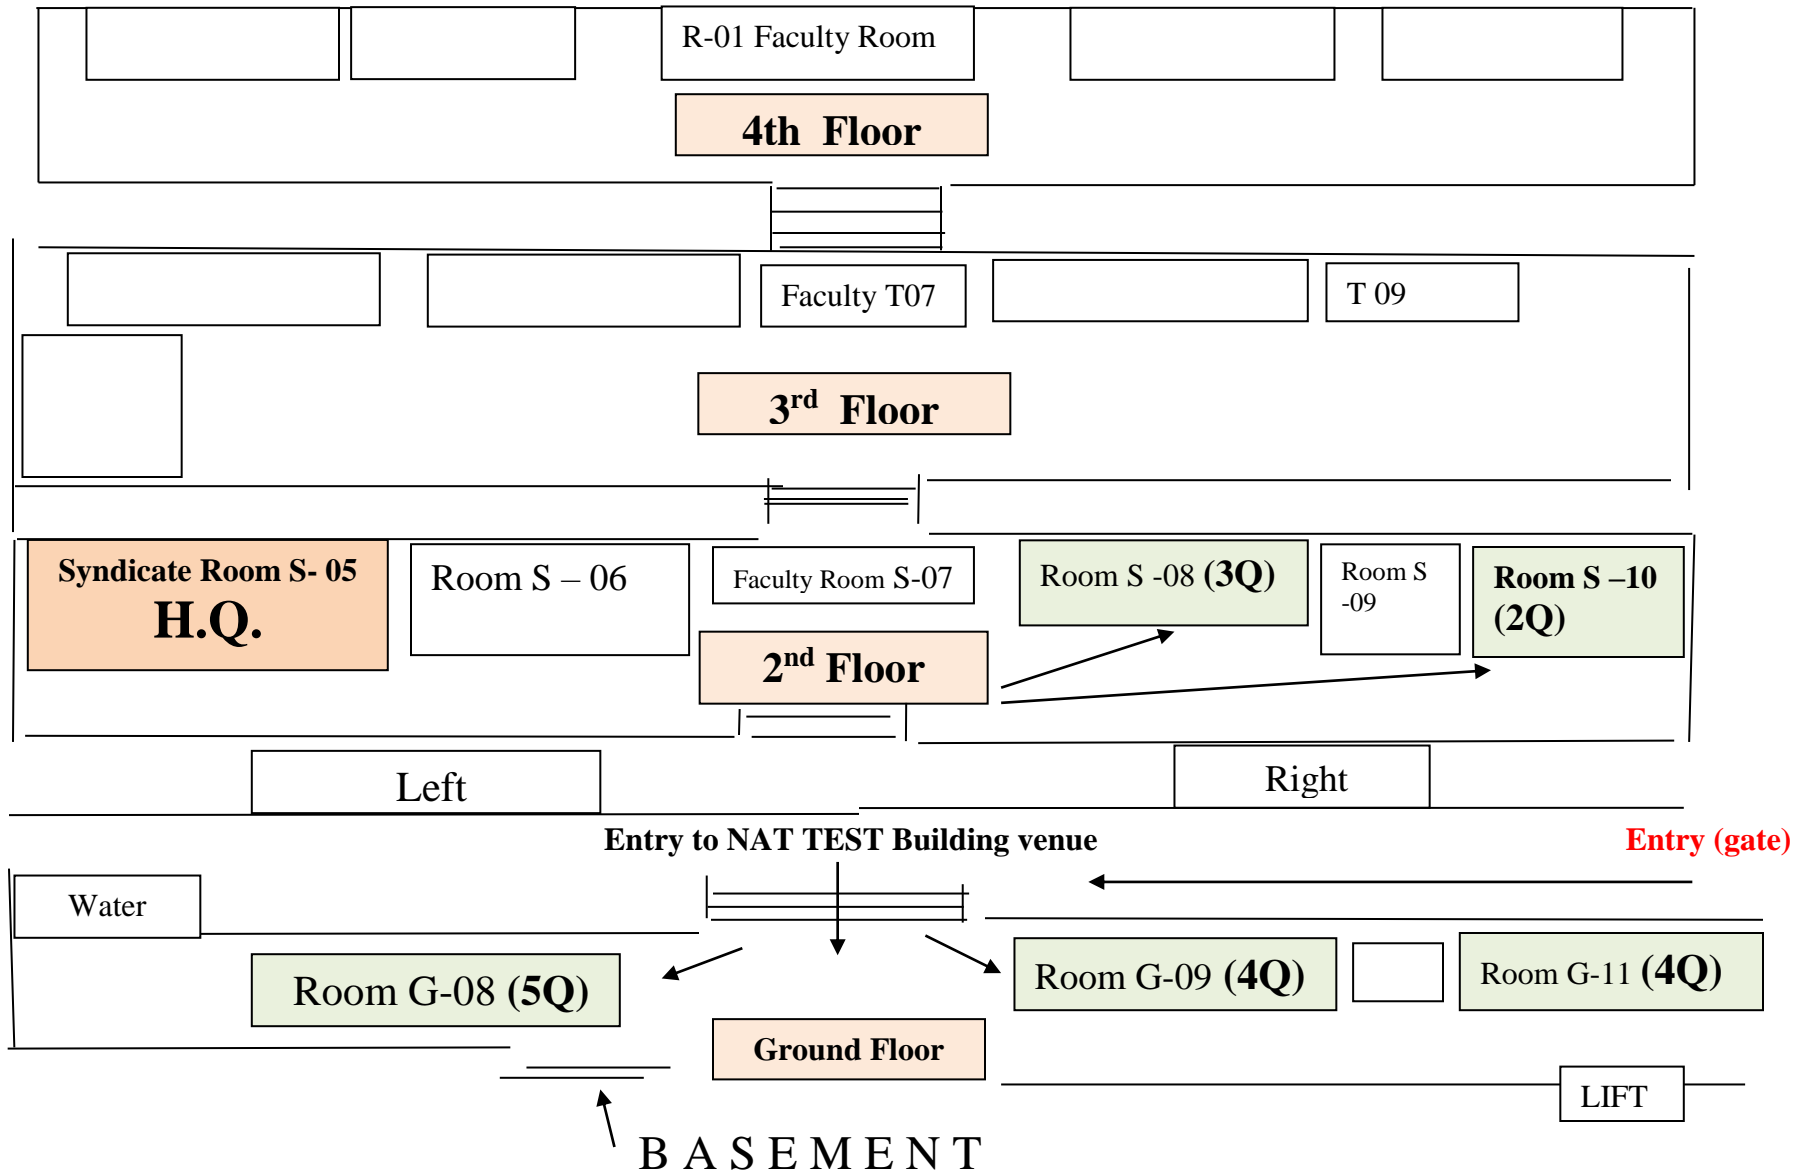 R-01 Faculty Room
4th Floor
Faculty T07
T 09
3rd Floor
Syndicate Room S- 05
H.Q.
Room S – 06
Faculty Room S-07
Room S -08 (3Q)
Room S
-09
Room S –10
(2Q)
2nd Floor
Left
Right
Entry to NAT TEST Building venue
Entry (gate)
Water
Room G-08 (5Q)
Room G-09 (4Q)
Room G-11 (4Q)
Ground Floor
LIFT
B A S E M E N T